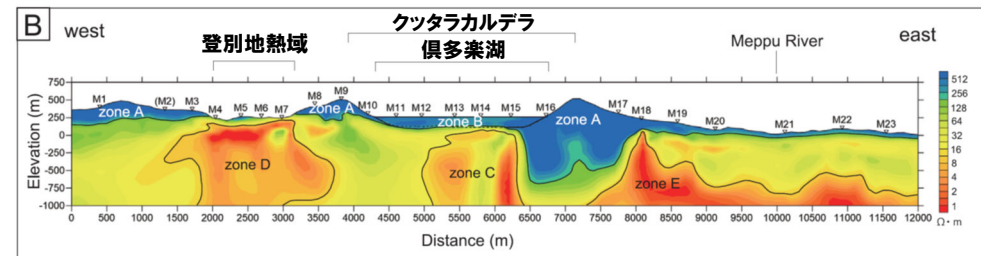 B
west
クッタラカルデラ
登別地熱域
倶多楽湖
Meppu River
east
750
500
250
0
-250
-500
-750
-1000
Elevation (m)
M1
(M2)
M3
M4
M5
M6
M7
M8
M9
M10
M11
M12
M13
M14
M15
M16
M17
M18
M19
M20
M21
M22
M23
zone A
zone A
zone B
zone A
zone D
zone C
zone E
0
500
1000
1500
2000
2500
3000
3500
4000
4500
5000
5500
6000
6500
7000
7500
8000
8500
9000
9500
10000
10500
11000
11500
12000
Distance (m)
512
256
128
64
32
16
8
4
2
1
Ω・m